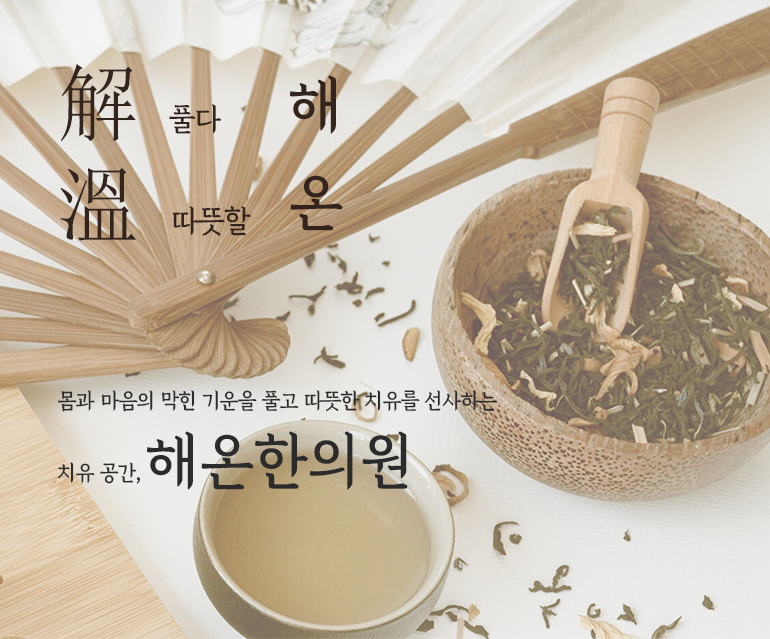 解 풀다 해
溫 따뜻할 온
몸과 마음의 막힌 기운을 풀고 따뜻한 치유를 선사하는
치유 공간, 해온한의원